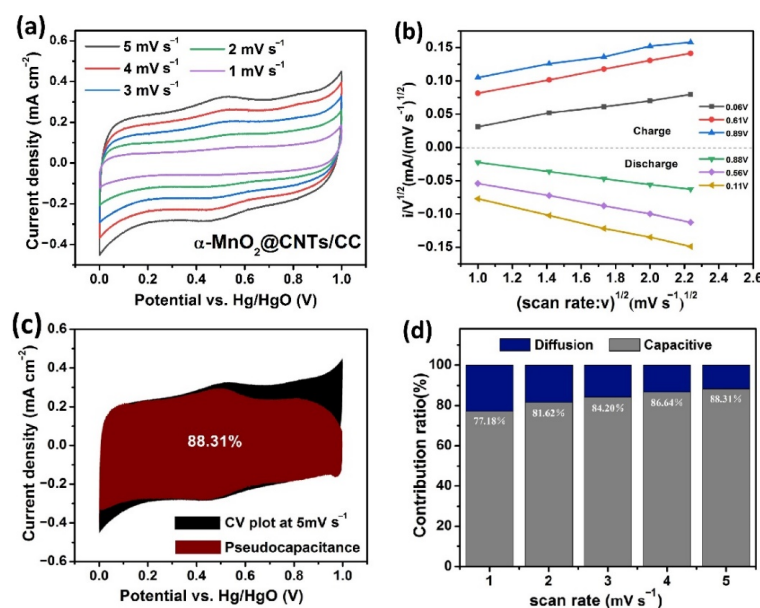 (a)
5 mV s⁻¹
2 mV s⁻¹
4 mV s⁻¹
1 mV s⁻¹
3 mV s⁻¹
Current density (mA cm⁻²)
0.6
0.4
0.2
0.0
−0.2
−0.4
α-MnO₂@CNTs/CC
0.0 0.2 0.4 0.6 0.8 1.0
Potential vs. Hg/HgO (V)
(b)
i/V^1/2(mA/(mV s⁻¹)^1/2)
0.15
0.10
0.05
0.00
−0.05
−0.10
−0.15
0.06V
0.61V
0.89V
Charge
Discharge
0.88V
0.56V
0.11V
1.0 1.2 1.4 1.6 1.8 2.0 2.2 2.4 2.6
(scan rate:v)^1/2(mV s⁻¹)^1/2
(c)
Current density (mA cm⁻²)
0.6
0.4
0.2
0.0
−0.2
−0.4
−0.6
88.31%
CV plot at 5mV s⁻¹
Pseudocapacitance
0.0 0.2 0.4 0.6 0.8 1.0
Potential vs. Hg/HgO (V)
(d)
Diffusion Capacitive
Contribution ratio(%)
100
80
60
40
20
0
77.18% 81.62% 84.20% 86.64% 88.31%
1 2 3 4 5
scan rate (mV s⁻¹)